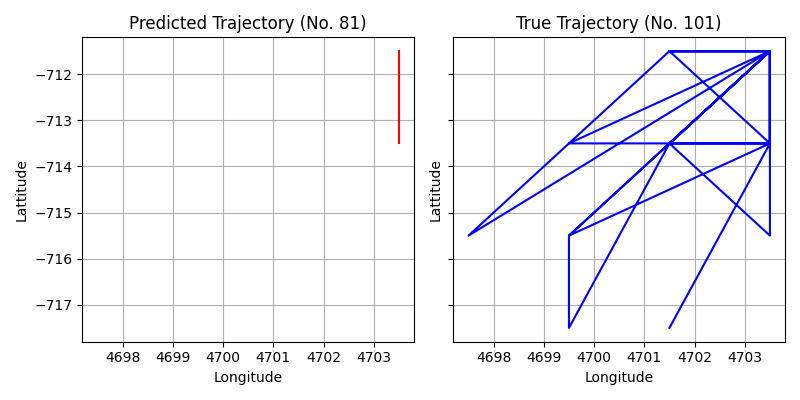 Predicted Trajectory (No. 81)
−712
−713
−714
−715
−716
−717
Lattitude
4698 4699 4700 4701 4702 4703
Longitude
True Trajectory (No. 101)
Lattitude
4698 4699 4700 4701 4702 4703
Longitude